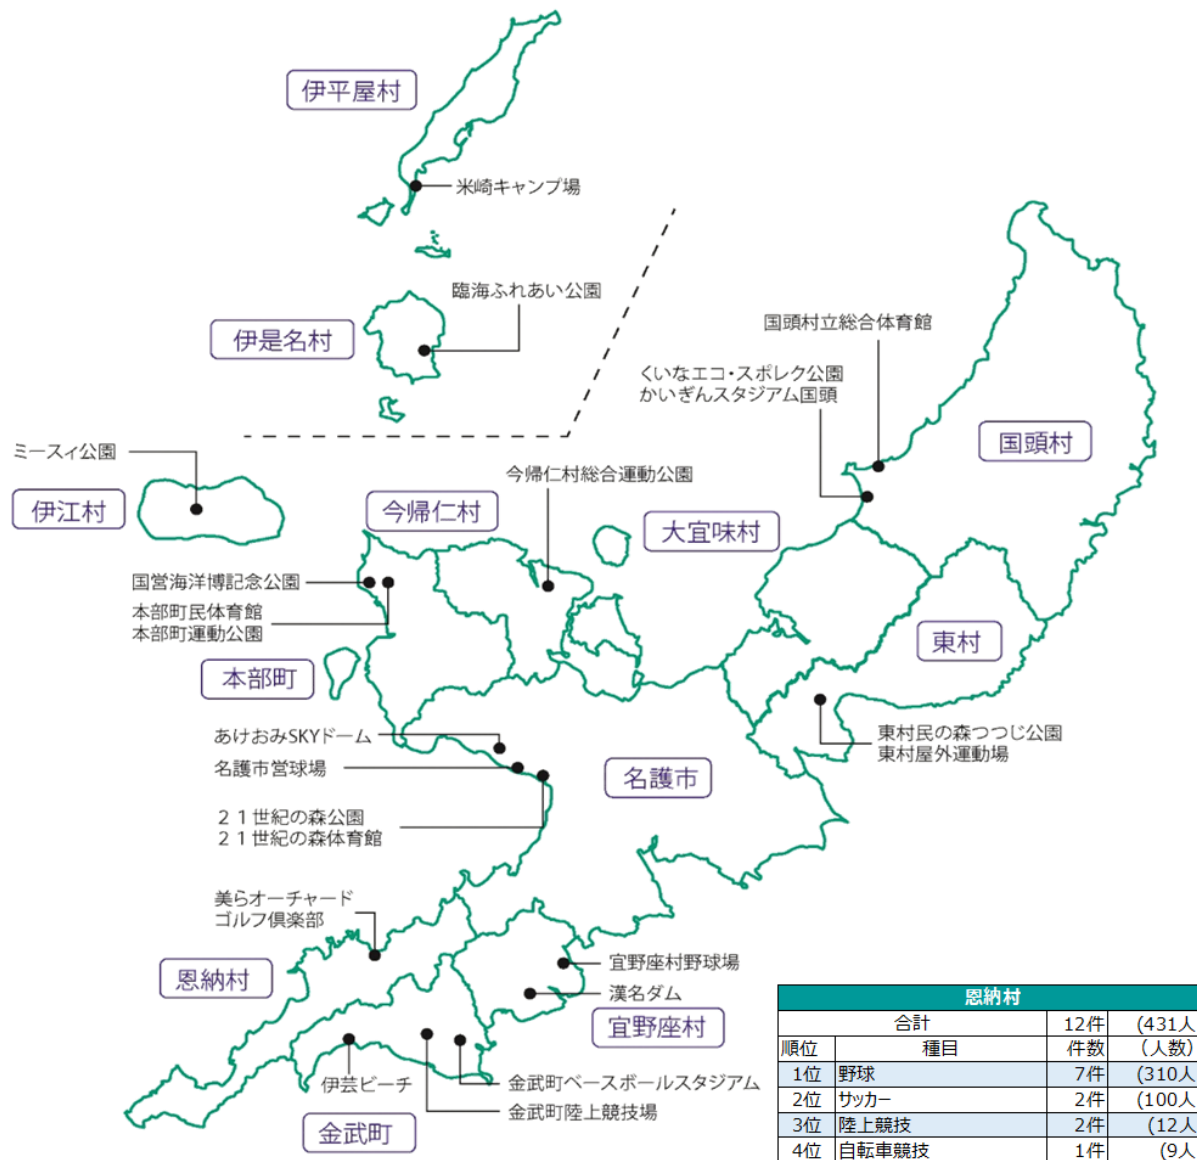 伊平屋村
米崎キャンプ場
臨海ふれあい公園
伊是名村
国頭村立総合体育館
くいなエコ・スポレク公園
かいぎんスタジアム国頭
国頭村
ミースィ公園
伊江村
今帰仁村総合運動公園
今帰仁村
大宜味村
国営海洋博記念公園
本部町民体育館
本部町運動公園
本部町
東村
東村民の森つつじ公園
東村屋外運動場
あけおみSKYドーム
名護市営球場
名護市
21世紀の森公園
21世紀の森体育館
美らオーチャード
ゴルフ倶楽部
恩納村
宜野座村野球場
漢名ダム
宜野座村
伊芸ビーチ
金武町ベースボールスタジアム
金武町陸上競技場
金武町
恩納村
合計 12件 (431人
順位 種目 件数 (人数)
1位 野球 7件 (310人
2位 サッカー 2件 (100人
3位 陸上競技 2件 (12人
4位 自転車競技 1件 (9人